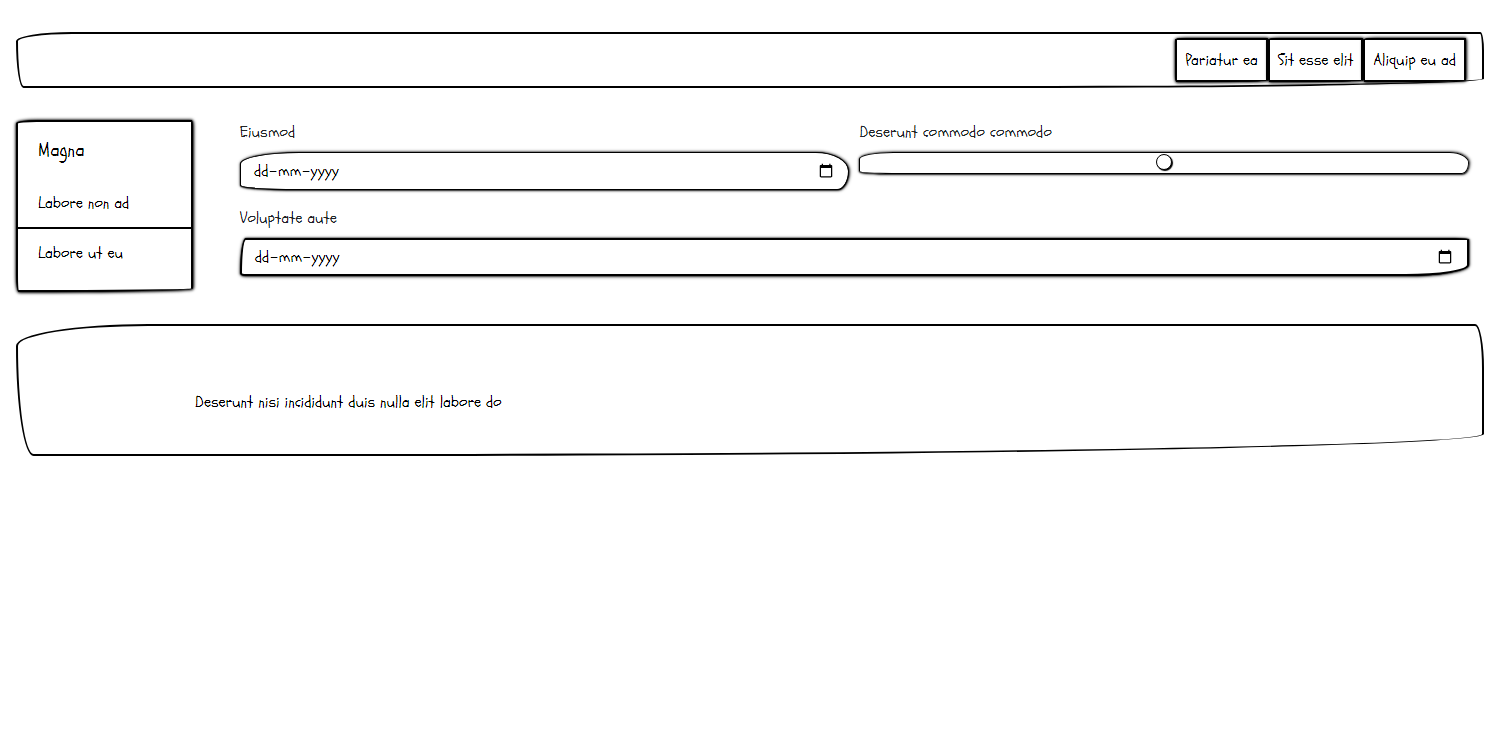 Pariatur ea Sit esse elit Aliquip eu ad
Magna
Labore non ad
Labore ut eu
Eiusmod
dd-mm-yyyy
Deserunt commodo commodo
Voluptate aute
dd-mm-yyyy
Deserunt nisi incididunt duis nulla elit labore do